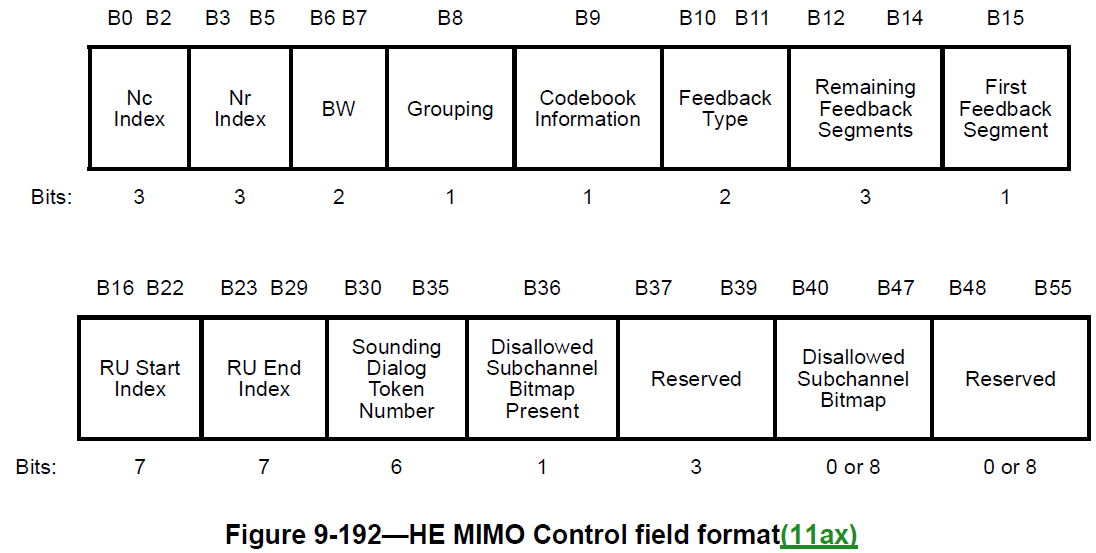 B0 B2 B3 B5 B6 B7 B8 B9 B10 B11 B12 B14 B15
Nc Index
Nr Index
BW
Grouping
Codebook Information
Feedback Type
Remaining Feedback Segments
First Feedback Segment
Bits: 3 3 2 1 1 2 3 1
B16 B22 B23 B29 B30 B35 B36 B37 B39 B40 B47 B48 B55
RU Start Index
RU End Index
Sounding Dialog Token Number
Disallowed Subchannel Bitmap Present
Reserved
Disallowed Subchannel Bitmap
Reserved
Bits: 7 7 6 1 3 0 or 8 0 or 8
Figure 9-192—HE MIMO Control field format(11ax)